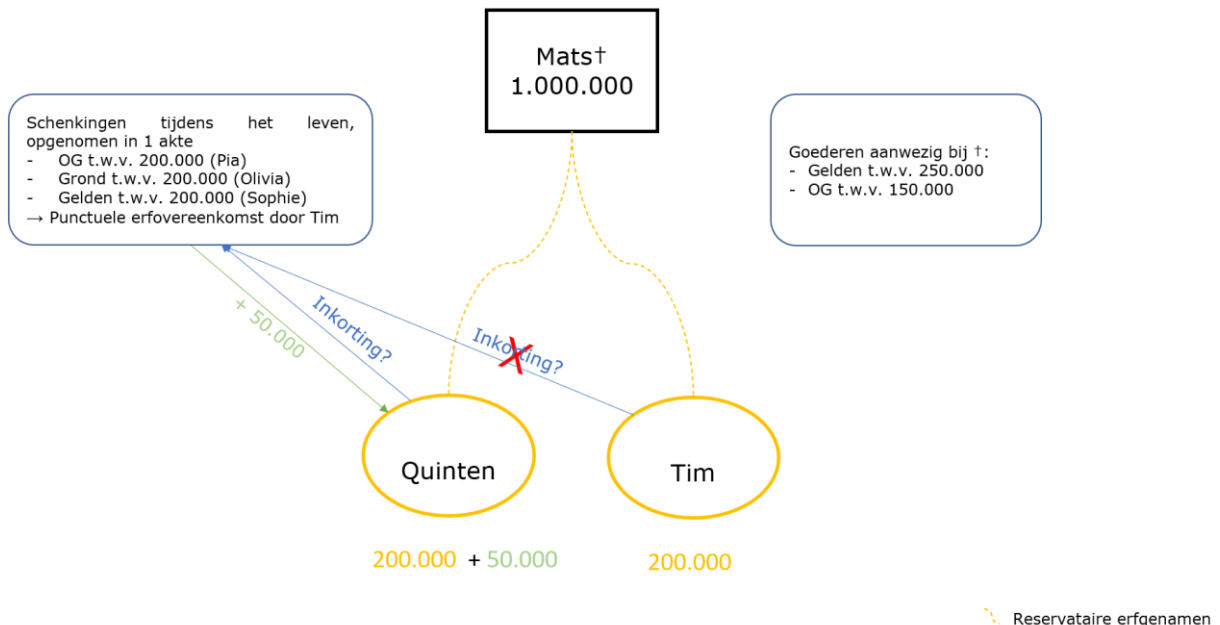 Mats†
1.000.000
Schenkingen tijdens het leven,
opgenomen in 1 akte
- OG t.w.v. 200.000 (Pia)
- Grond t.w.v. 200.000 (Olivia)
- Gelden t.w.v. 200.000 (Sophie)
→ Punctuele erfovereenkomst door Tim
Goederen aanwezig bij †:
- Gelden t.w.v. 250.000
- OG t.w.v. 150.000
+ 50.000
Inkorting?
Inkorting?
X
Quinten
Tim
200.000 + 50.000
200.000
Reservataire erfgenamen